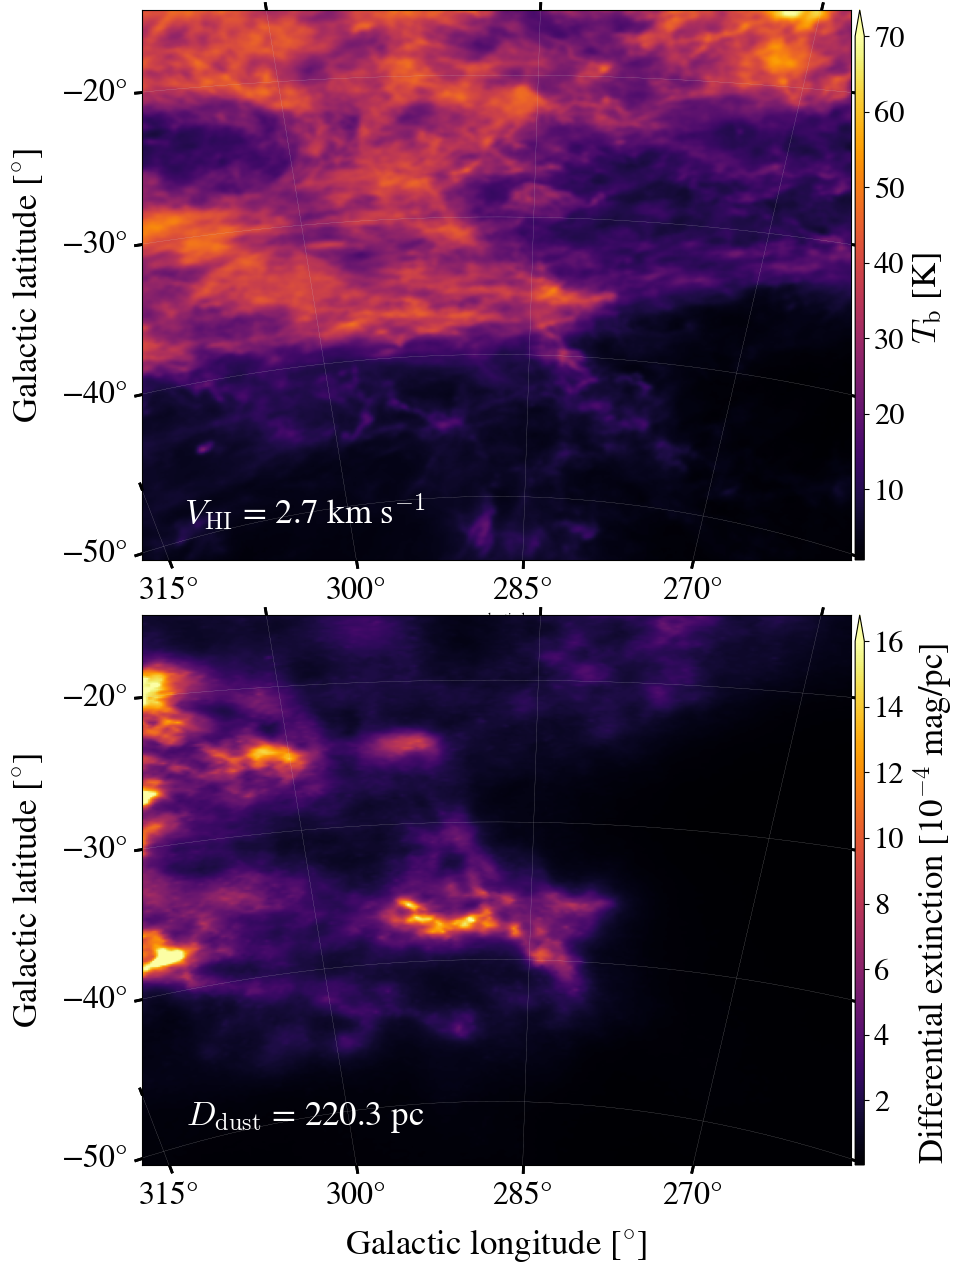 Galactic latitude [°]
−20°
−30°
−40°
−50°
V_HI = 2.7 km s⁻¹
315° 300° 285° 270°
70
60
50
40
30
20
10
T_b [K]
Galactic latitude [°]
−20°
−30°
−40°
−50°
D_dust = 220.3 pc
315° 300° 285° 270°
Galactic longitude [°]
16
14
12
10
8
6
4
2
Differential extinction [10⁻⁴ mag/pc]